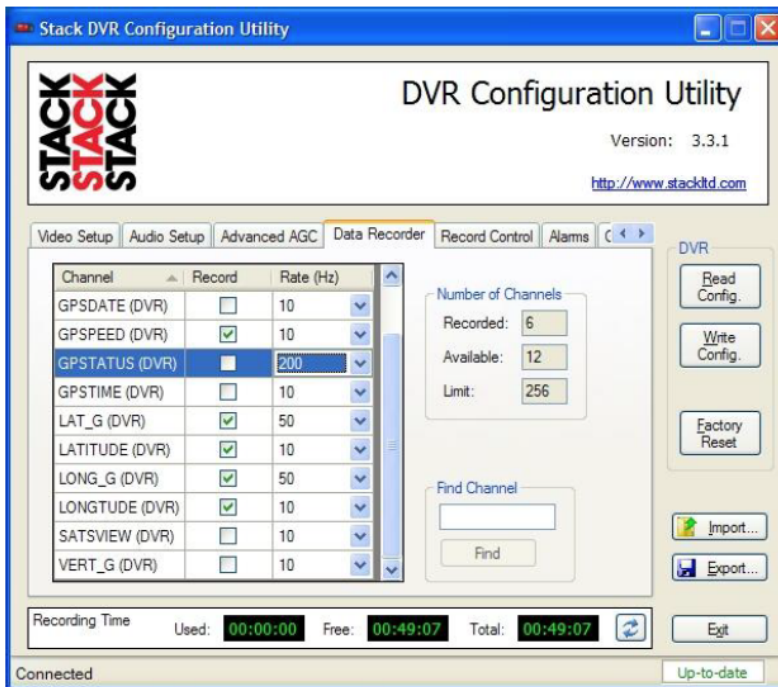 Stack DVR Configuration Utility
STACK
STACK
STACK
DVR Configuration Utility
Version: 3.3.1
http://www.stackltd.com
Video Setup Audio Setup Advanced AGC Data Recorder Record Control Alarms
Channel Record Rate (Hz)
GPSDATE (DVR) 10
GPSPEED (DVR) 10
GPSTATUS (DVR) 200
GPSTIME (DVR) 10
LAT_G (DVR) 50
LATITUDE (DVR) 10
LONG_G (DVR) 50
LONGTUDE (DVR) 10
SATSVIEW (DVR) 10
VERT_G (DVR) 10
Number of Channels
Recorded: 6
Available: 12
Limit: 256
Find Channel
Find
DVR
Read
Config.
Write
Config.
Factory
Reset
Import...
Export...
Exit
Recording Time Used: 00:00:00 Free: 00:49:07 Total: 00:49:07
Connected Up-to-date